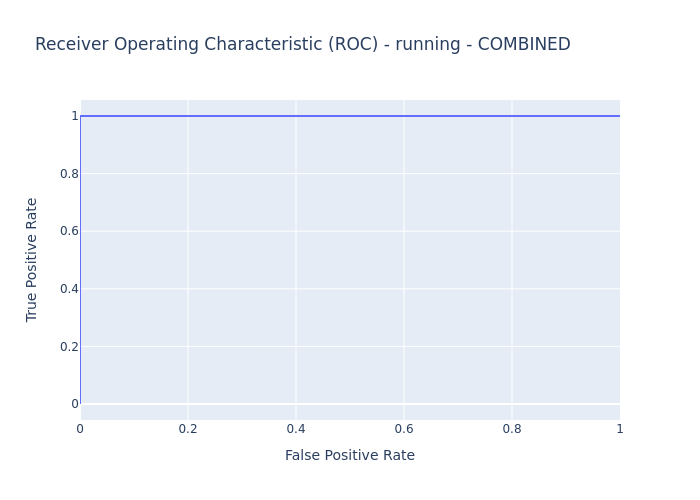 Receiver Operating Characteristic (ROC) - running - COMBINED
1
0.8
0.6
0.4
0.2
0
True Positive Rate
0 0.2 0.4 0.6 0.8 1
False Positive Rate